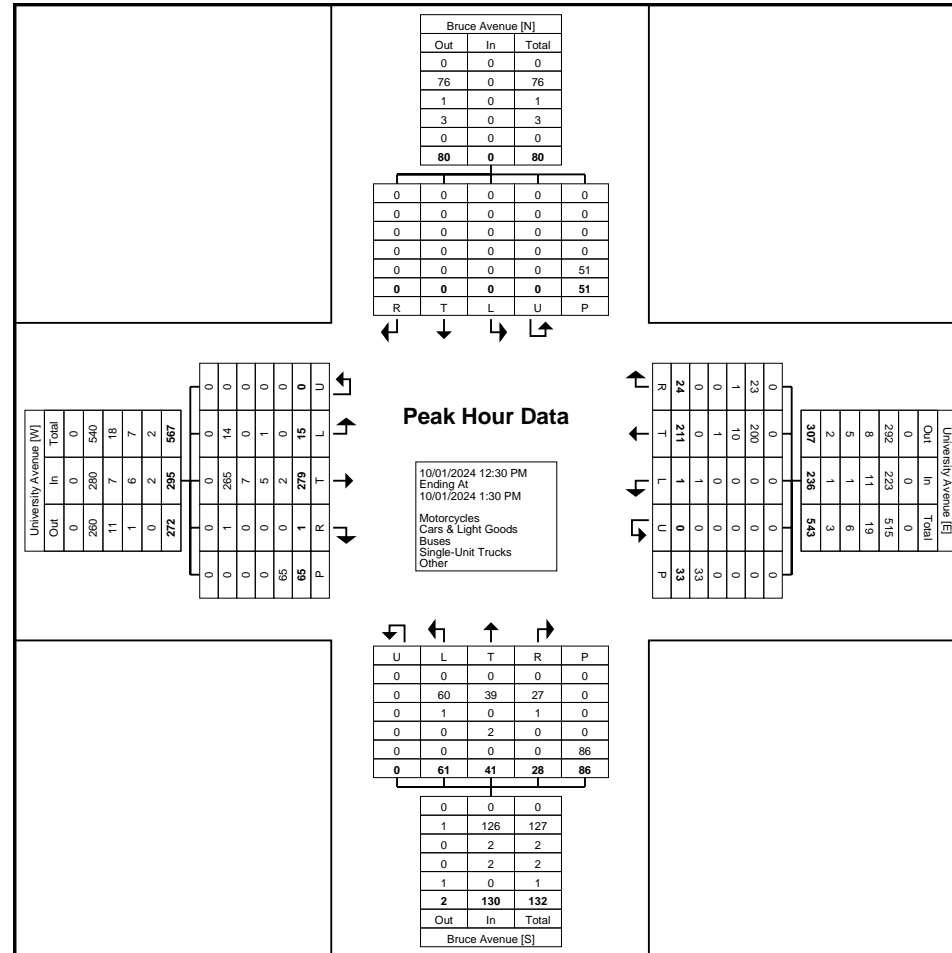 Bruce Avenue [N]
Out In Total
0 0 0
76 0 76
1 0 1
3 0 3
0 0 0
80 0 80
0 0 0 0 0
0 0 0 0 0
0 0 0 0 0
0 0 0 0 0
0 0 0 0 51
0 0 0 0 51
R T L U P
University Avenue [W]
Out In Total
0 0 0
260 280 540
11 7 18
1 6 7
0 2 2
272 295 567
0 0 0 0 0
0 14 265 1 0
0 0 7 0 0
0 1 5 0 0
0 0 2 0 65
0 15 279 1 65
U L T R P
Peak Hour Data
10/01/2024 12:30 PM
Ending At
10/01/2024 1:30 PM
Motorcycles
Cars & Light Goods
Buses
Single-Unit Trucks
Other
University Avenue [E]
Out In Total
0 0 0
292 223 515
8 11 19
5 1 6
2 1 3
307 236 543
0 0 0 0 0
23 200 0 0 0
1 10 0 0 0
0 1 0 0 0
0 0 1 0 33
24 211 1 0 33
R T L U P
U L T R P
0 0 0 0 0
0 60 39 27 0
0 1 0 1 0
0 0 2 0 0
0 0 0 0 86
0 61 41 28 86
0 0 0
1 126 127
0 2 2
0 2 2
1 0 1
2 130 132
Out In Total
Bruce Avenue [S]